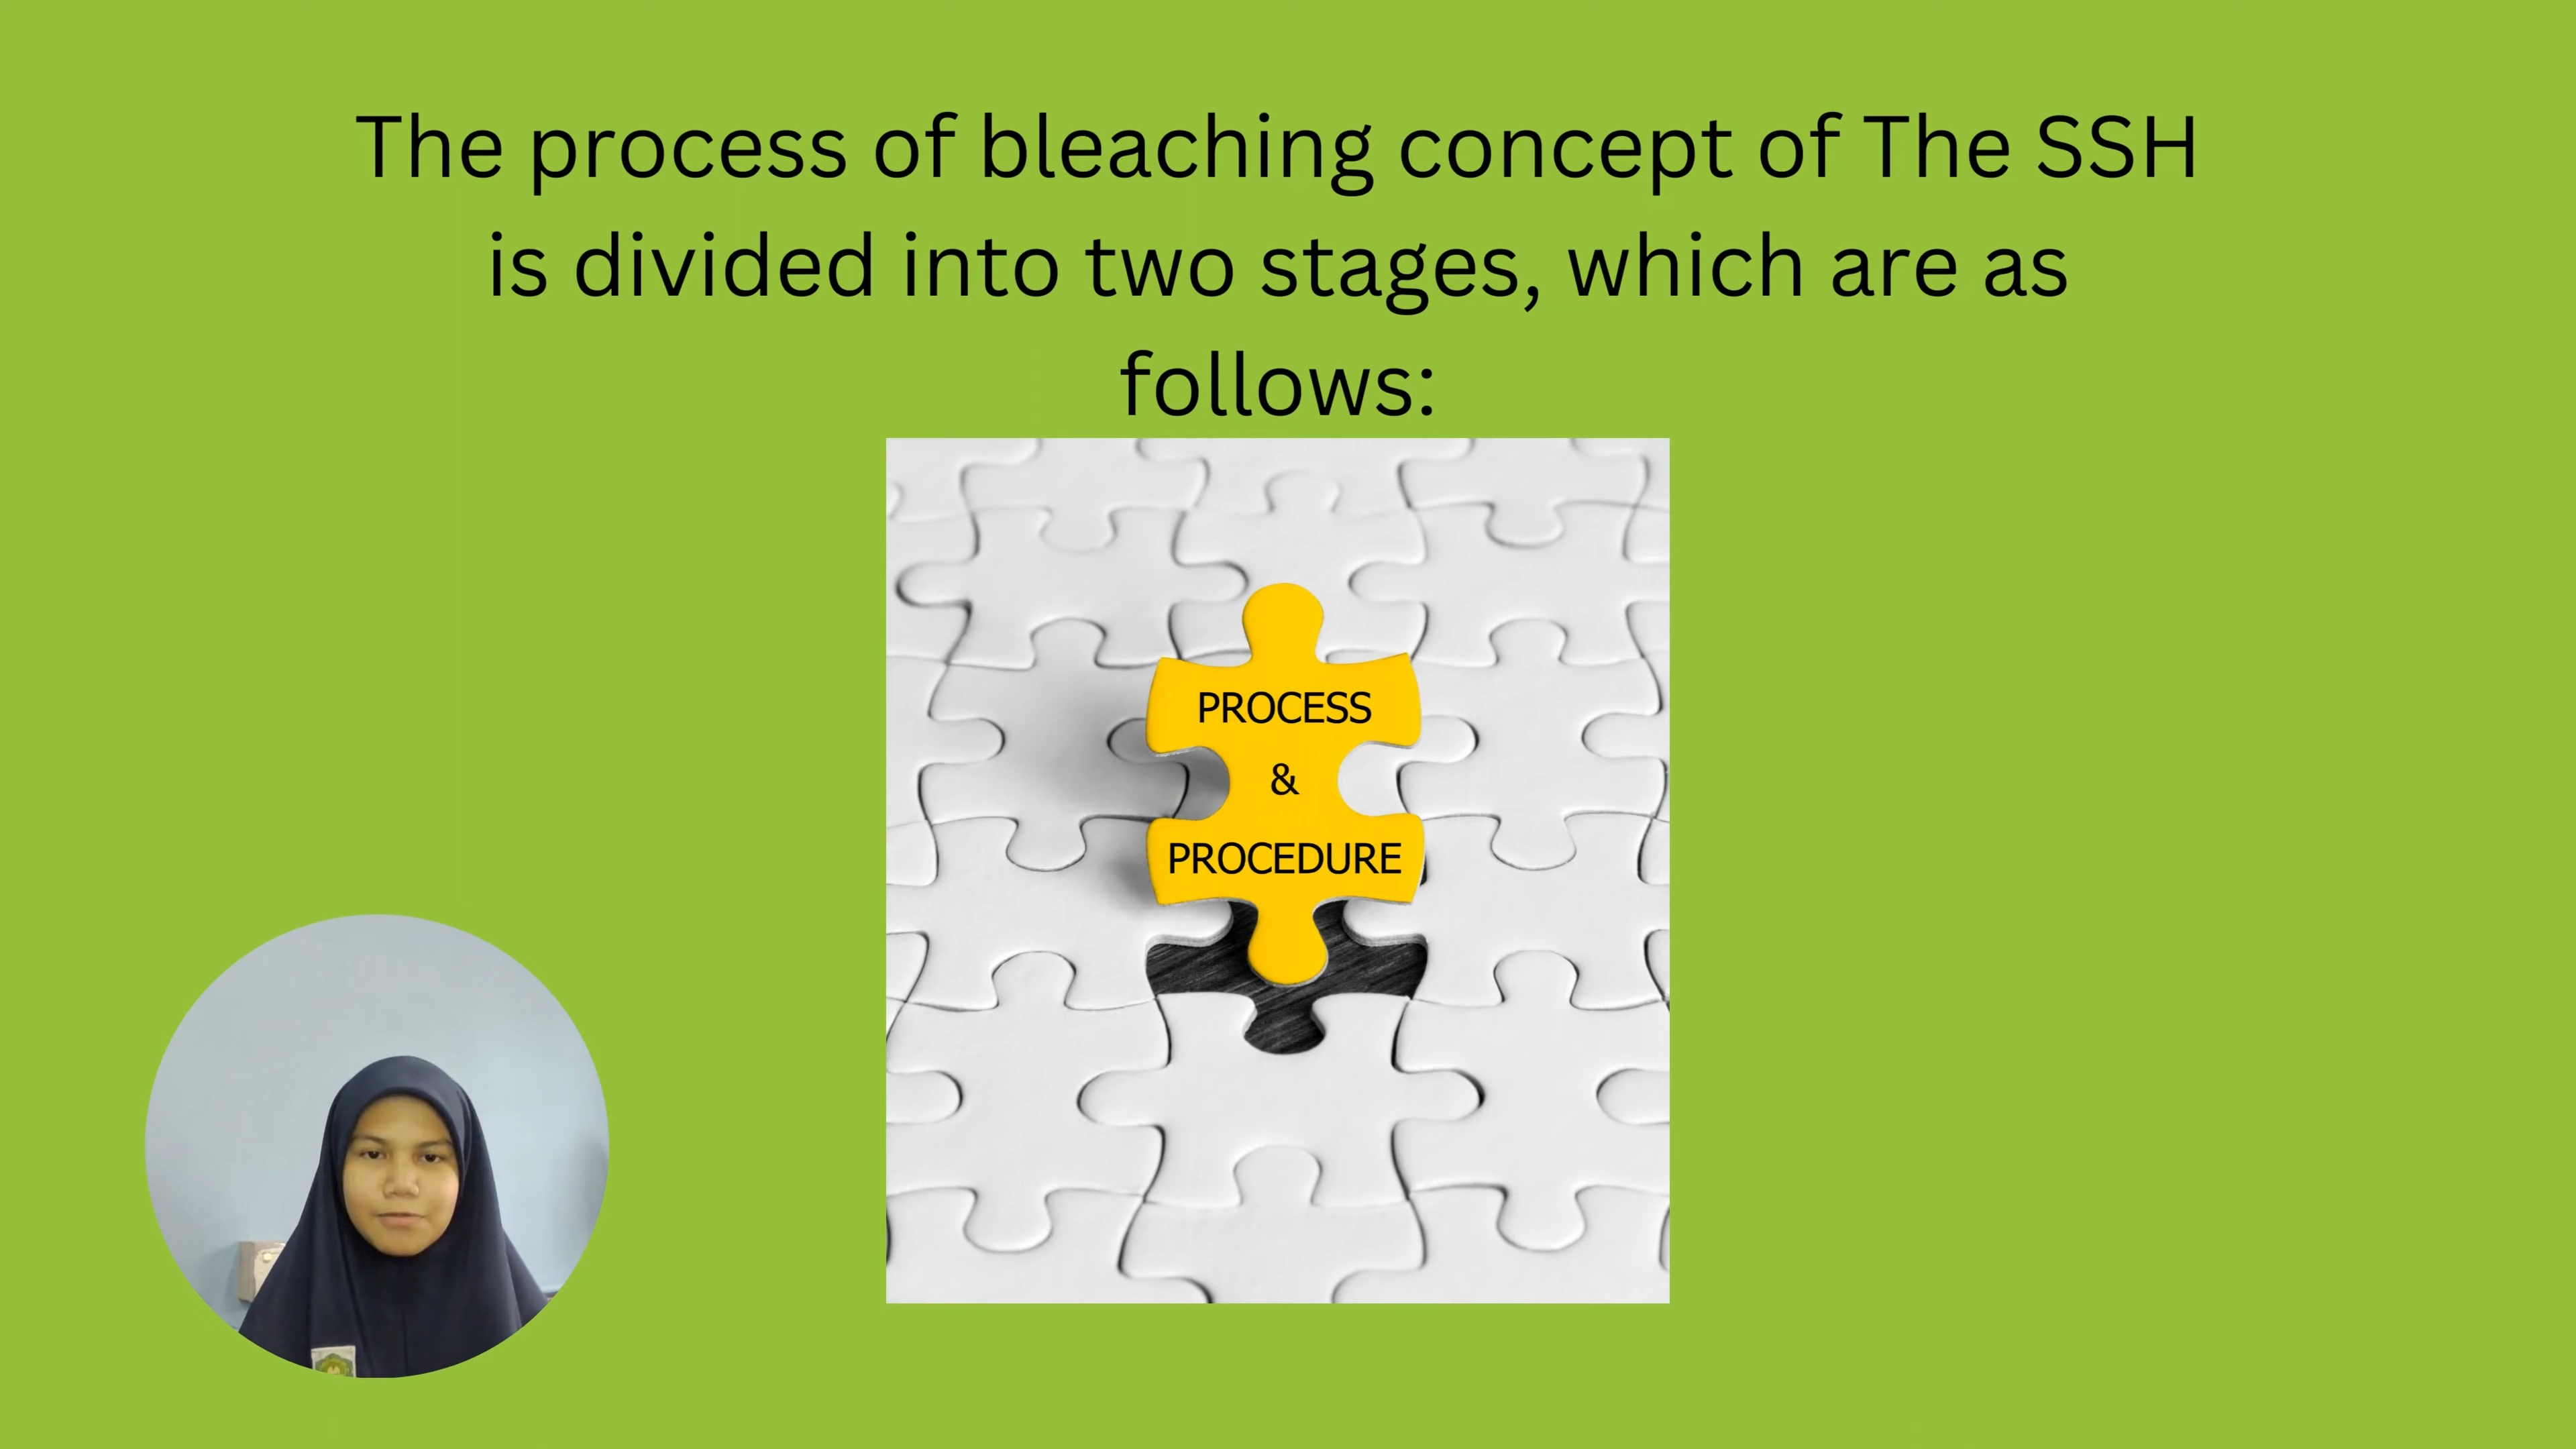 The process of bleaching concept of The SSH
is divided into two stages, which are as
follows:
PROCESS
&
PROCEDURE